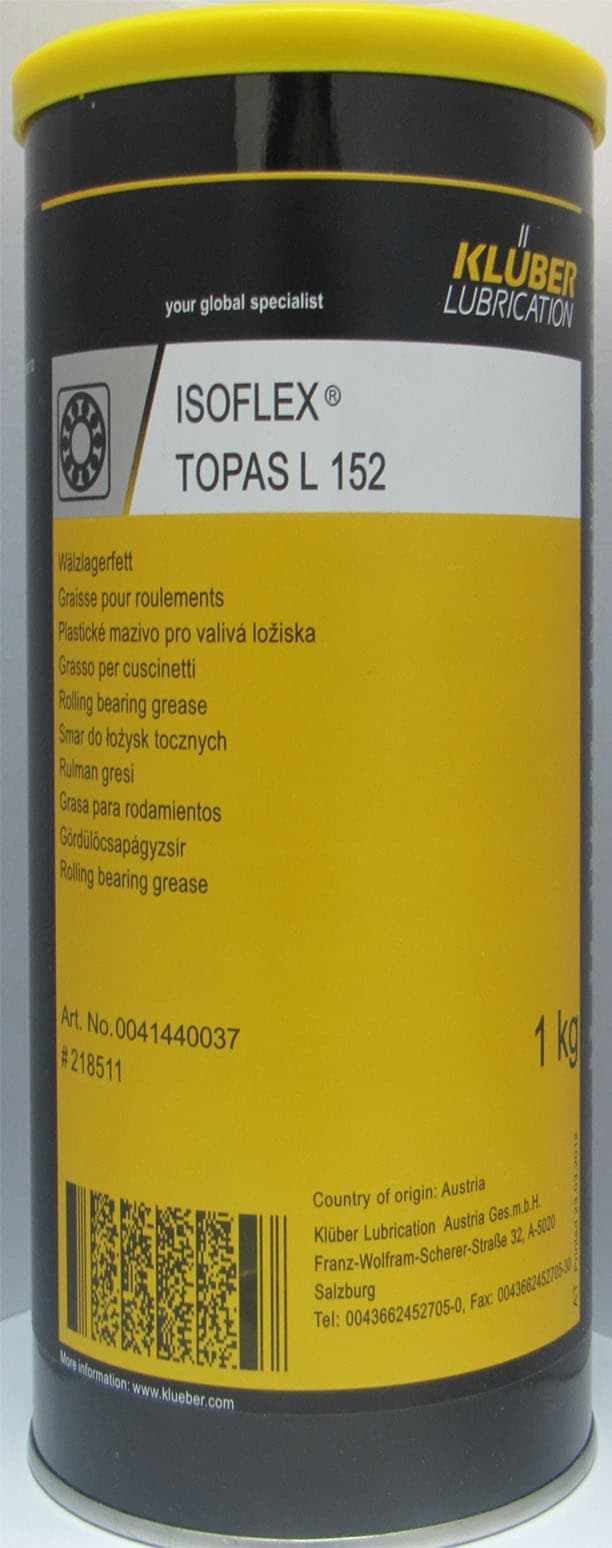 your global specialist
KLÜBER
LUBRICATION
ISOFLEX®
TOPAS L 152
Wälzlagerfett
Graisse pour roulements
Plastické mazivo pro valivá ložiska
Grasso per cuscinetti
Rolling bearing grease
Smar do łożysk tocznych
Rulman gresi
Grasa para rodamientos
Gördülöcsapágyzsir
Rolling bearing grease
Art. No.0041440037
#218511
1 kg
Country of origin: Austria
Klüber Lubrication Austria Ges.m.b.H.
Franz-Wolfram-Scherer-Straße 32, A-5020
Salzburg
Tel: 0043662452705-0, Fax: 0043662452705-30
More information: www.klueber.com